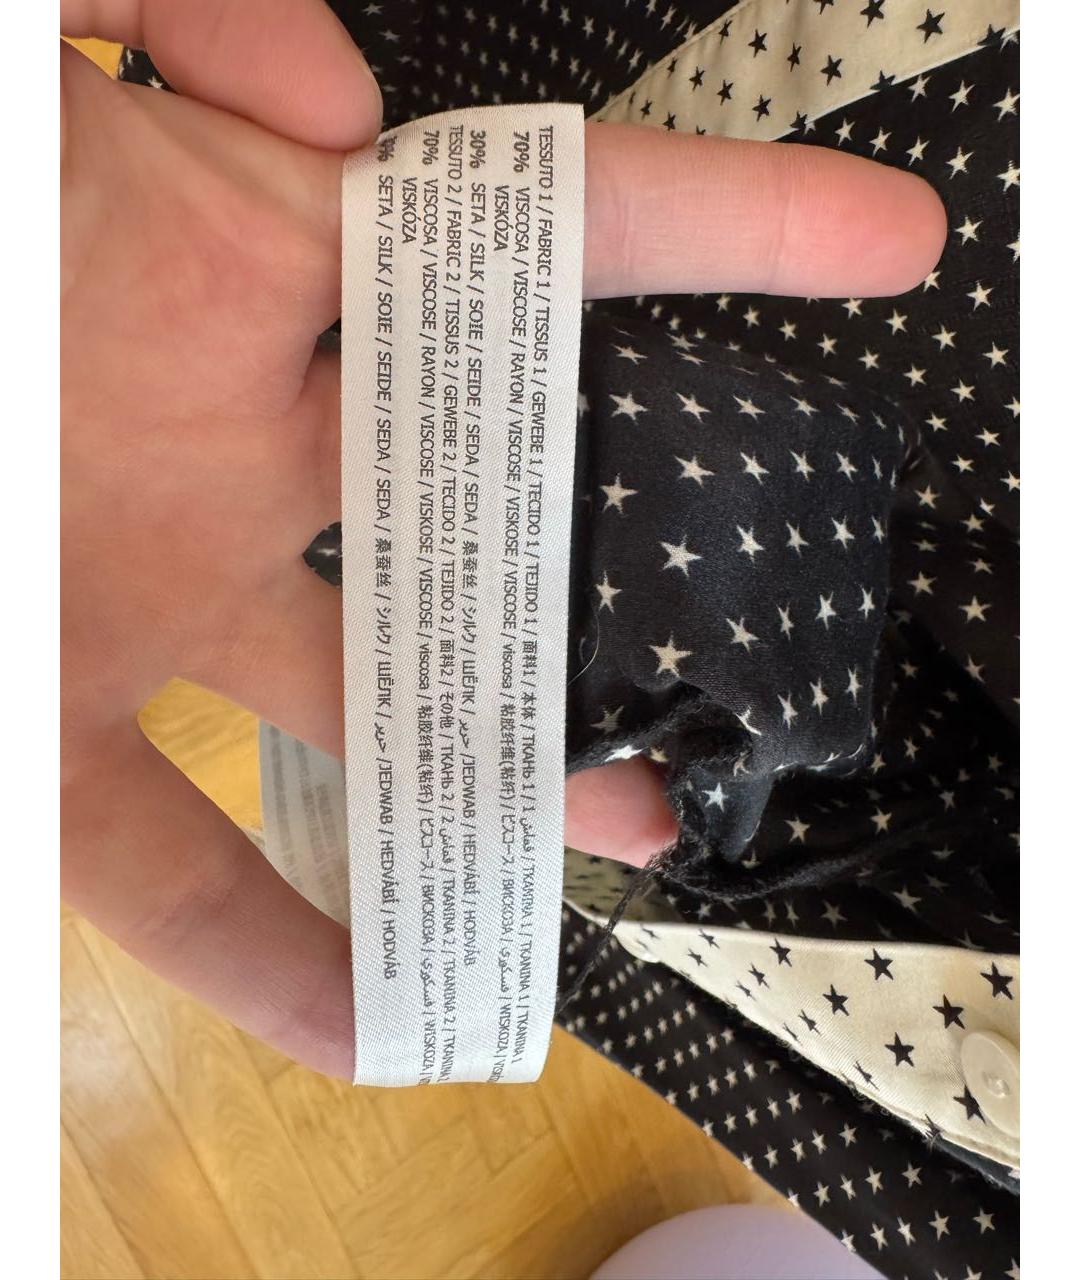 TESSUTO 1 / FABRIC 1 / TISSUS 1 / GEWEBE 1 / TECIDO 1 / TEJIDO 1 / 面料1 / 本体 / ТКАНЬ 1 / قماش 1 / TKANINA 1 / TKANINA 1 / TKANINA 1
70% VISCOSA / VISCOSE / RAYON / VISCOSE / VISKOSE / VISCOSE / viscosa / 粘胶纤维(粘纤) / ビスコース / ВИСКОЗА / فسكوزي / WISKOZA /
VISKÓZA
30% SETA / SILK / SOIE / SEIDE / SEDA / SEDA / 桑蚕丝 / シルク / ШЁЛК / حرير /JEDWAB / HEDVÁBÍ / HODVÁB
TESSUTO 2 / FABRIC 2 / TISSUS 2 / GEWEBE 2 / TECIDO 2 / TEJIDO 2 / 面料2 / その他 / ТКАНЬ 2 / قماش 2 / TKANINA 2 / TKANINA 2 / TKANINA 2
70% VISCOSA / VISCOSE / RAYON / VISCOSE / VISKOSE / VISCOSE / viscosa / 粘胶纤维(粘纤) / ビスコース / ВИСКОЗА / فسكوزي / WISKOZA /
VISKÓZA
SETA / SILK / SOIE / SEIDE / SEDA / SEDA / 桑蚕丝 / シルク / ШЁЛК / حرير /JEDWAB / HEDVÁBÍ / HODVÁB